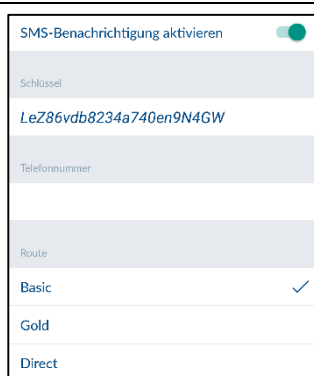 SMS-Benachrichtigung aktivieren
Schlüssel
LeZ86vdb8234a740en9N4GW
Telefonnummer
Route
Basic
Gold
Direct